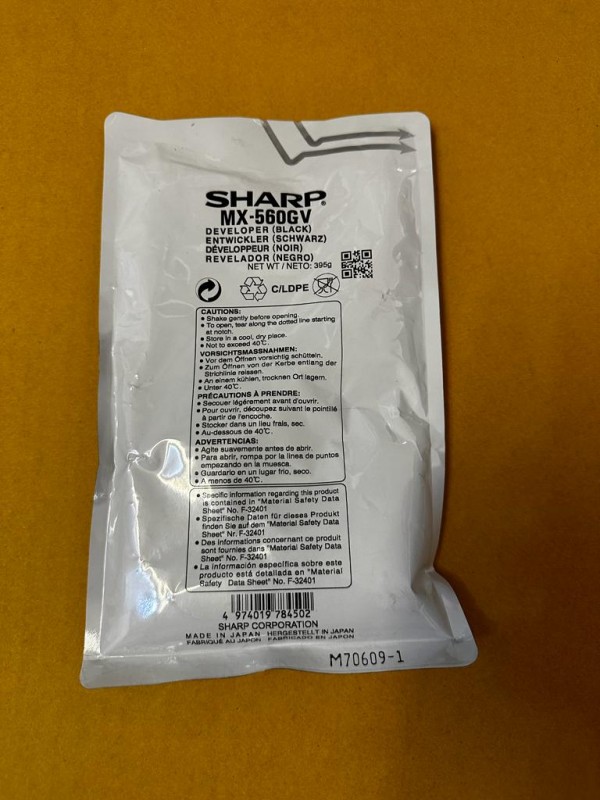 SHARP®
MX-560GV
DEVELOPER (BLACK)
ENTWICKLER (SCHWARZ)
DÉVELOPPEUR (NOIR)
REVELADOR (NEGRO)
NET WT / NETO: 395g
C/LDPE
CAUTIONS:
● Shake gently before opening.
● To open, tear along the dotted line starting
at notch.
● Store in a cool, dry place.
● Not to exceed 40°C.
VORSICHTSMASSNAHMEN:
● Vor dem Öffnen vorsichtig schütteln.
● Zum Öffnen von der Kerbe entlang der
Strichlinie reissen.
● An einem kühlen, trocknen Ort lagern.
● Unter 40°C.
PRÉCAUTIONS À PRENDRE:
● Secouer légèrement avant d'ouvrir.
● Pour ouvrir, découpez suivant le pointillé
à partir de l'encoche.
● Stocker dans un lieu frais, sec.
● Au-dessous de 40°C.
ADVERTENCIAS:
● Agite suavemente antes de abrir.
● Para abrir, rompa por la línea de puntos
empezando en la muesca.
● Guardarlo en un lugar frio, seco.
● A menos de 40°C.
● Specific information regarding this product
is contained in "Material Safety Data
Sheet" No. F-32401
● Spezifische Daten für dieses Produkt
finden Sie auf dem "Material Safety Data
Sheet" Nr. F-32401
● Des informations concernant ce produit
sont fournies dans "Material Safety Data
Sheet" No. F-32401
● La información específica sobre este
producto está detallada en "Material
Safety Data Sheet" No. F-32401
4 974019 784502
SHARP CORPORATION
MADE IN JAPAN HERGESTELLT IN JAPAN
FABRIQUÉ AU JAPON FABRICADO EN JAPON
M70609-1